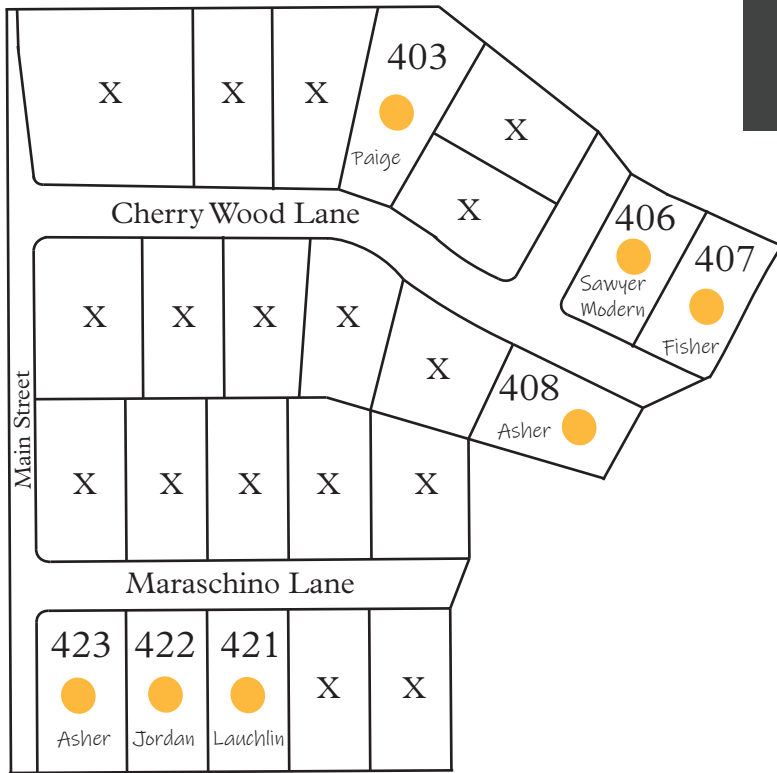 403
X
X
X
X
Paige
X
406
Cherry Wood Lane
407
Sawyer
Modern
X
X
X
X
Fisher
X
408
Main Street
Asher
X
X
X
X
X
Maraschino Lane
423
422
421
X
X
Asher
Jordan
Lauchlin